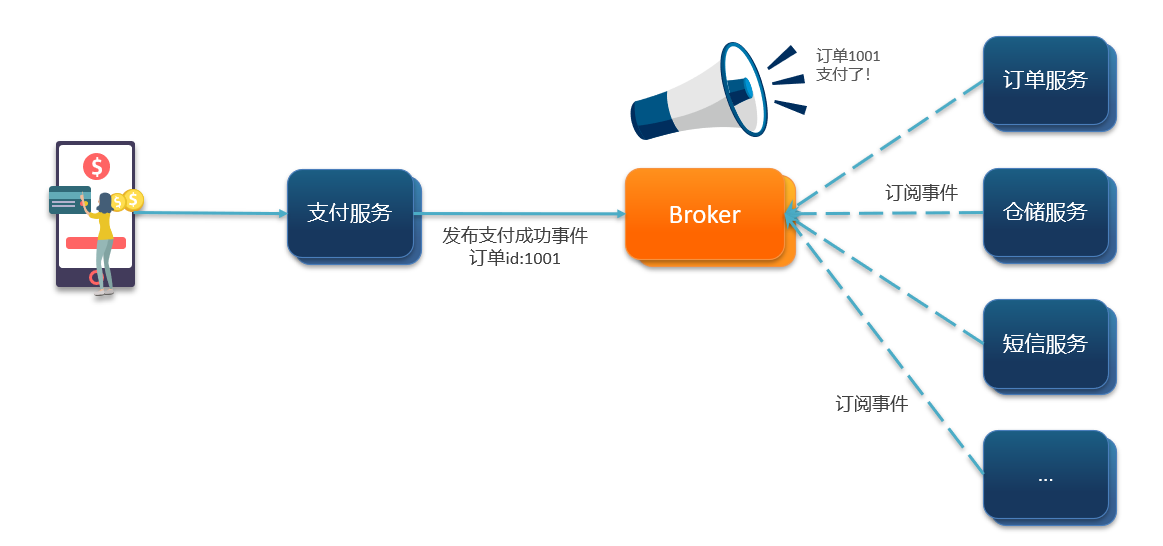 订单1001
支付了!
订单服务
支付服务
Broker
订阅事件
仓储服务
发布支付成功事件
订单id:1001
短信服务
订阅事件
...
$
$
$